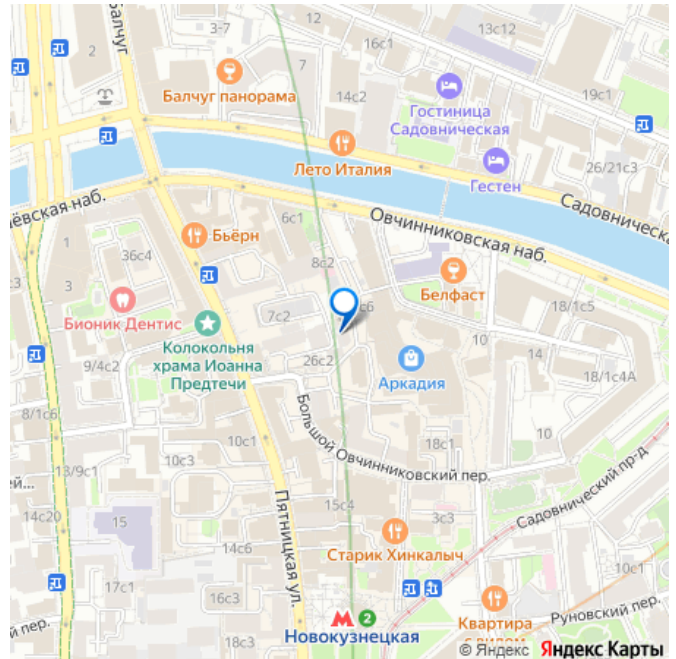 Балчуг
3-7
13с12
16с1
2
7
Балчуг панорама
14с2
19с1
Гостиница
Садовническая
Лето Италия
26/21с3
Гестен
Садовническа
ёвская наб.
Овчинниковская наб.
6с1
1
Бьёрн
36с4
8с2
с6
Белфаст
18/1с5
Бионик Дентис
7с2
10
Колокольня
храма Иоанна
Предтечи
9/4с2
14
26с2
Аркадия
18/1с4А
8/1с6
Большой Овчинниковский пер.
10с1
18с1
10
13/9с1
10с3
Садовнический пр-д
й...
Пятницкая ул.
14с20
15
15с4
3с3
14с6
Старик Хинкалыч
10с1
17с1
16с3
2
Руновский пер.
Новокузнецкая
Квартира
с видом
й пер.
18с3
© Яндекс Яндекс Карты